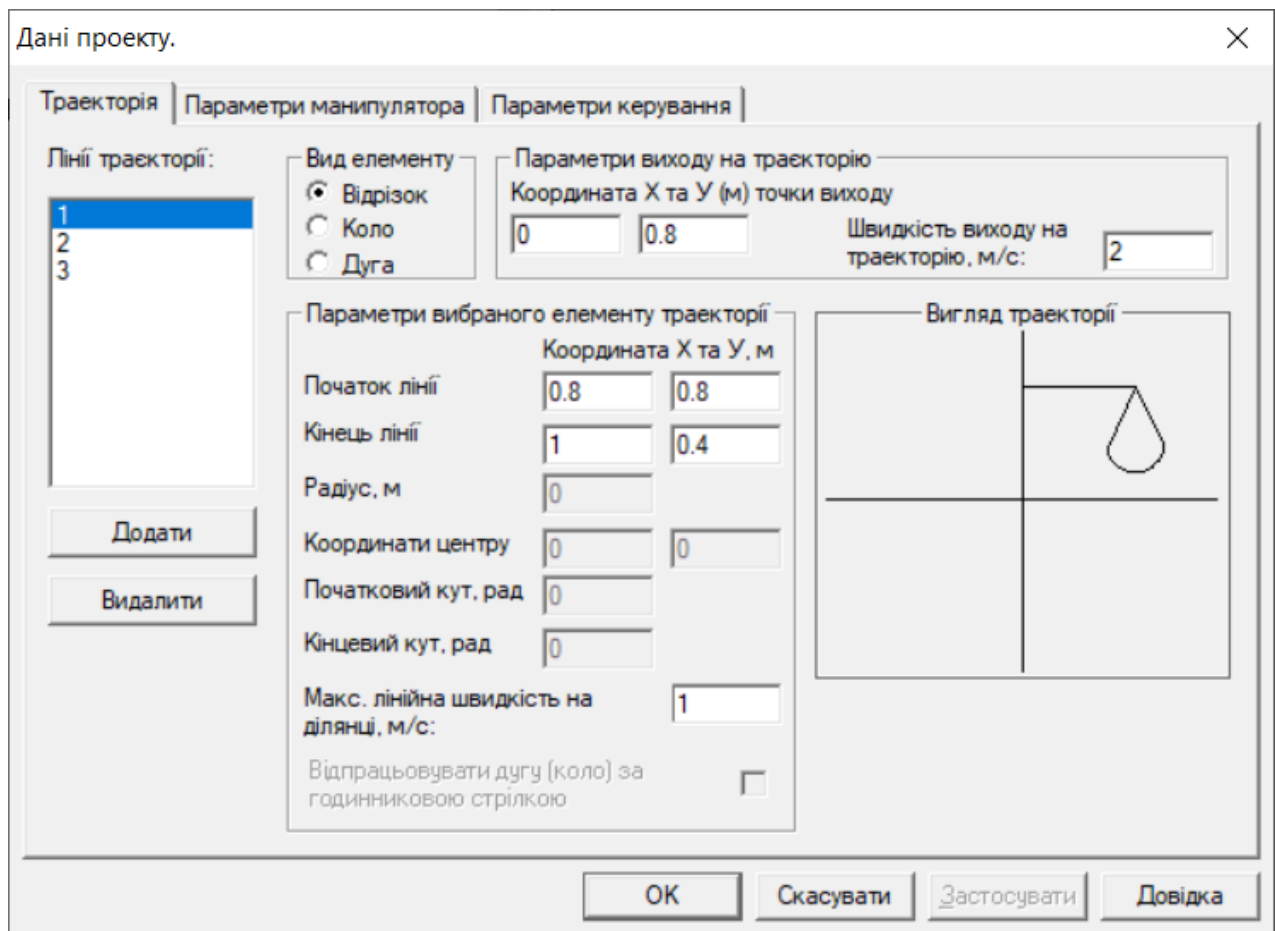 Дані проекту.
Траекторія
Параметри манипулятора
Параметри керування
Лінії траєкторії:
1
2
3
Додати
Видалити
Вид елементу
Відрізок
Коло
Дуга
Параметри виходу на траєкторію
Координата X та У (м) точки виходу
0
0.8
Швидкість виходу на
траекторію, м/с:
2
Параметри вибраного елементу траекторії
Координата X та У, м
Початок лінії
0.8
0.8
Кінець лінії
1
0.4
Радіус, м
0
Координати центру
0
0
Початковий кут, рад
0
Кінцевий кут, рад
0
Макс. лінійна швидкість на
ділянці, м/с:
1
Відпрацьовувати дугу (коло) за
годинниковою стрілкою
Вигляд траекторії
OK
Скасувати
Застосувати
Довідка